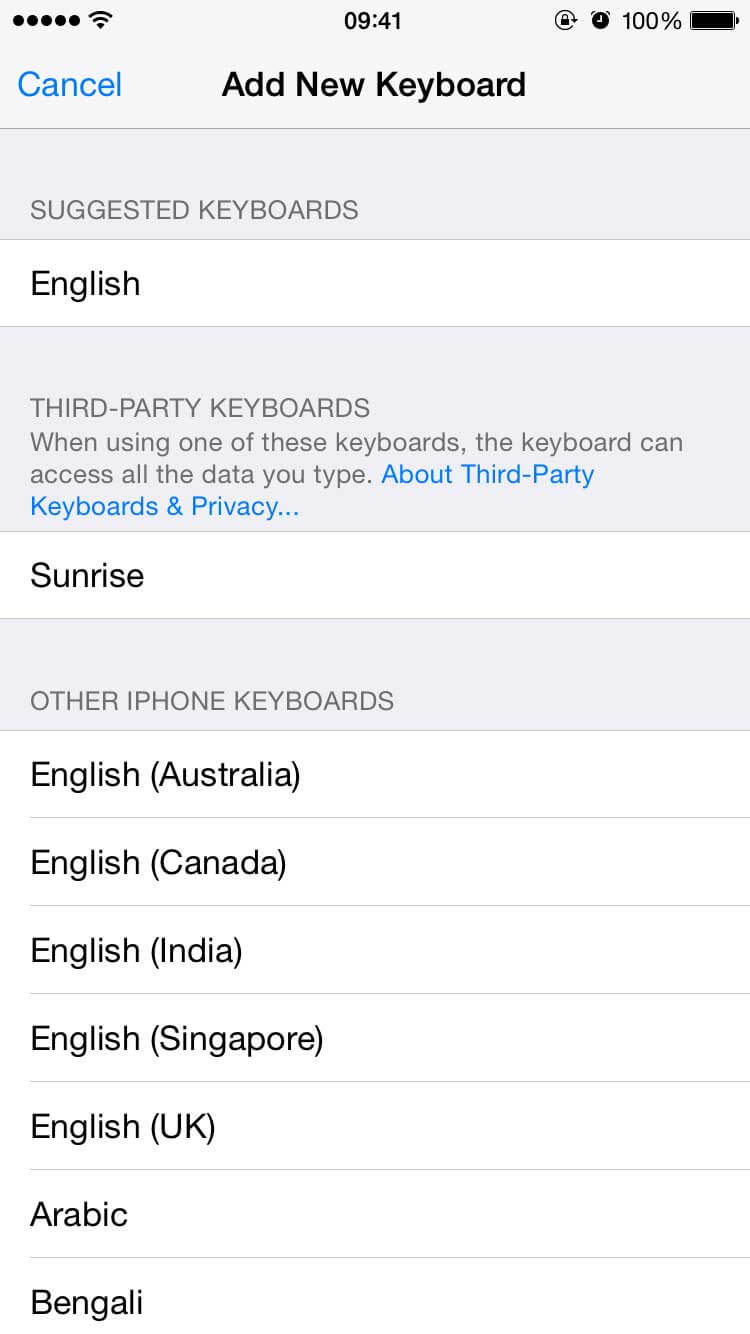 09:41
100%
Cancel
Add New Keyboard
SUGGESTED KEYBOARDS
English
THIRD-PARTY KEYBOARDS
When using one of these keyboards, the keyboard can
access all the data you type. About Third-Party
Keyboards & Privacy...
Sunrise
OTHER IPHONE KEYBOARDS
English (Australia)
English (Canada)
English (India)
English (Singapore)
English (UK)
Arabic
Bengali